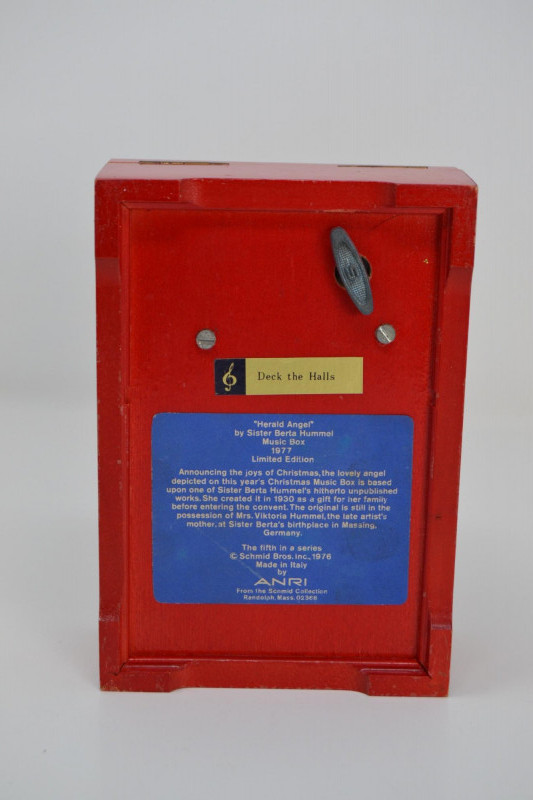 Deck the Halls
"Herald Angel"
by Sister Berta Hummel
Music Box
1977
Limited Edition
Announcing the joys of Christmas, the lovely angel
depicted on this year's Christmas Music Box is based
upon one of Sister Berta Hummel's hitherto unpublished
works. She created it in 1930 as a gift for her family
before entering the convent. The original is still in the
possession of Mrs. Viktoria Hummel, the late artist's
mother, at Sister Berta's birthplace in Massing,
Germany.
The fifth in a series
© Schmid Bros. Inc., 1976
Made in Italy
by
ANRI
From the Schmid Collection
Randolph, Mass. 02368